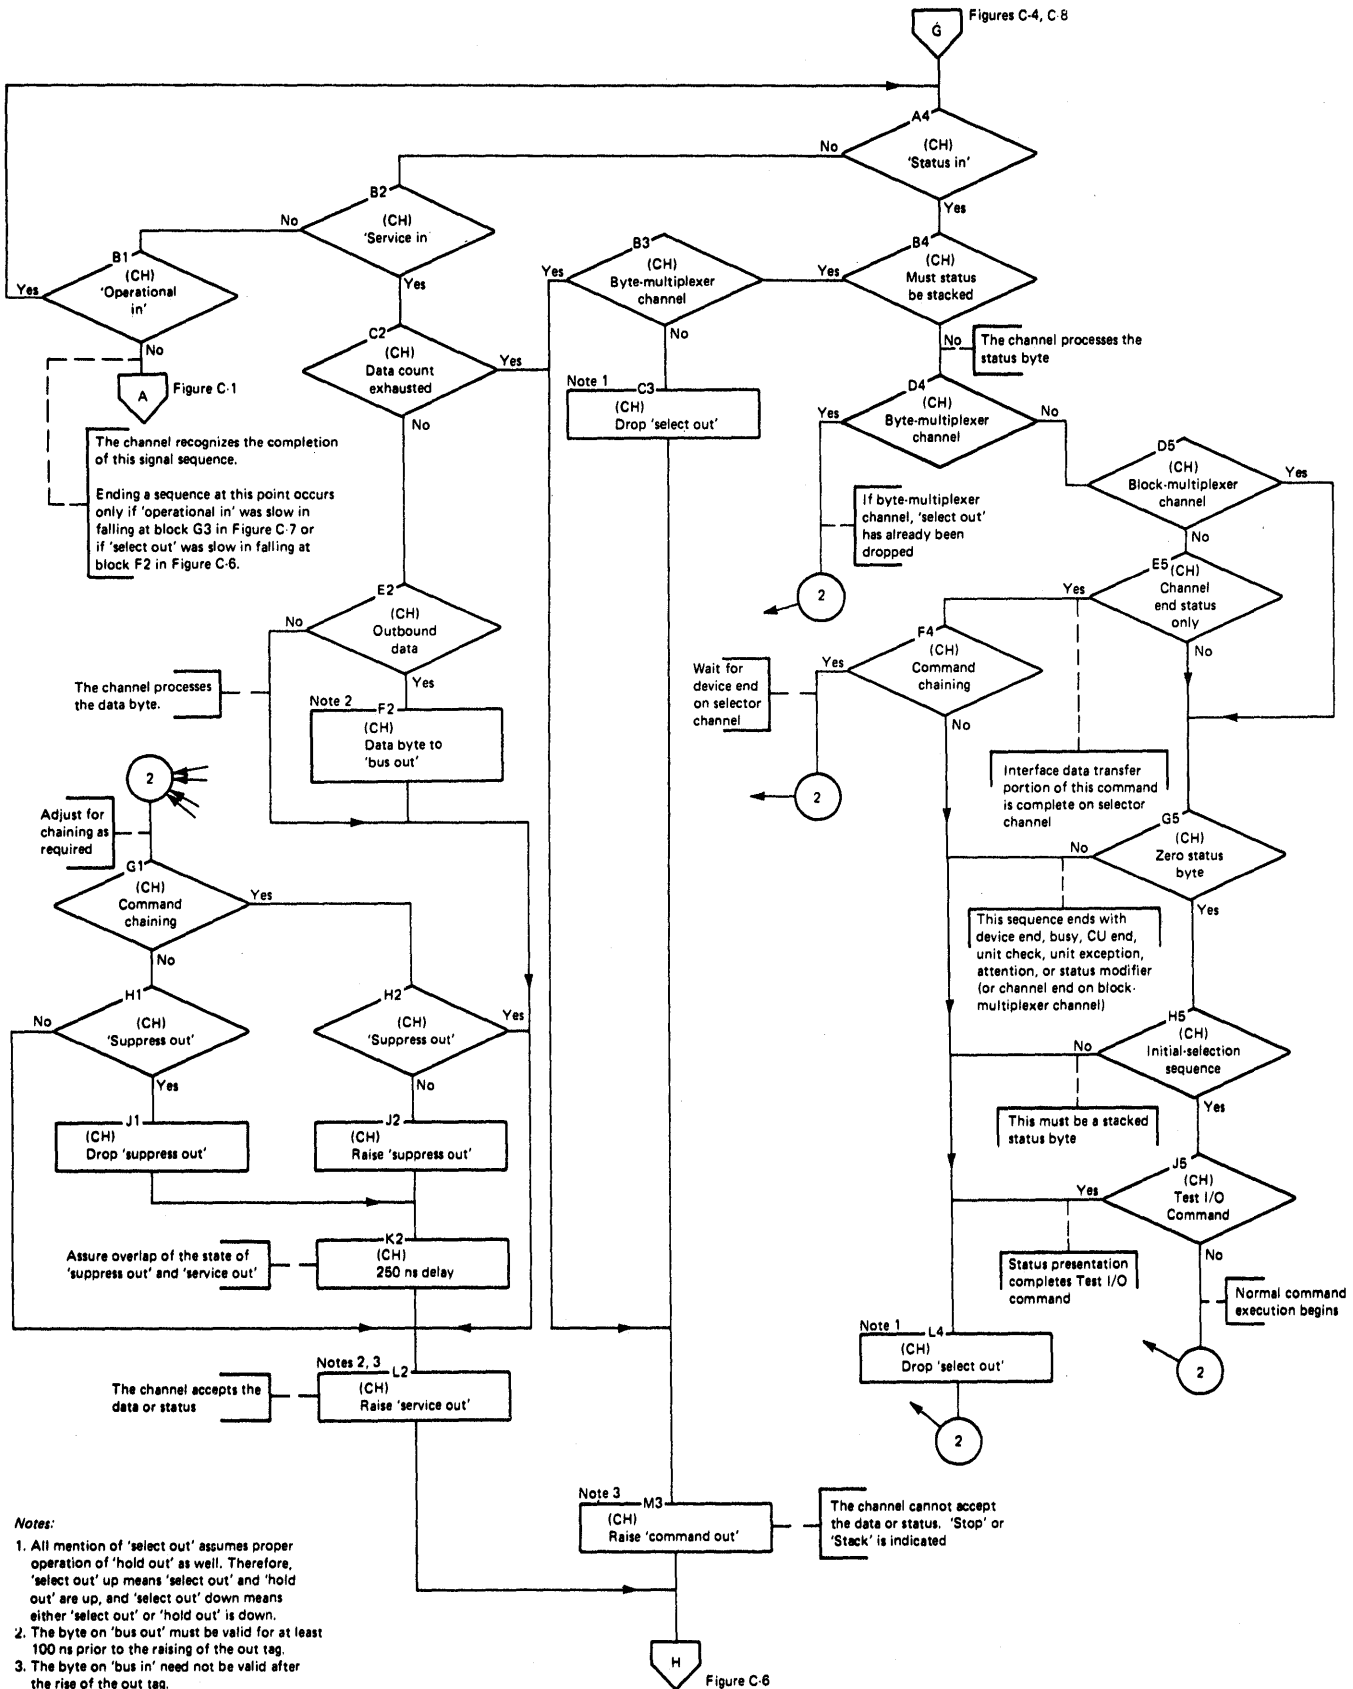 G
Figures C-4, C-8
A4
(CH)
'Status in'
No
Yes
B2
(CH)
'Service in'
No
Yes
B1
(CH)
'Operational
in'
Yes
No
A
Figure C-1
The channel recognizes the completion
of this signal sequence.
Ending a sequence at this point occurs
only if 'operational in' was slow in
falling at block G3 in Figure C-7 or
if 'select out' was slow in falling at
block F2 in Figure C-6.
C2
(CH)
Data count
exhausted
Yes
No
B3
(CH)
Byte-multiplexer
channel
Yes
No
B4
(CH)
Must status
be stacked
Yes
No
The channel processes the
status byte
Note 1
C3
(CH)
Drop 'select out'
D4
(CH)
Byte-multiplexer
channel
Yes
No
If byte-multiplexer
channel, 'select out'
has already been
dropped
2
D5
(CH)
Block-multiplexer
channel
Yes
No
E5
(CH)
Channel
end status
only
Yes
No
E2
(CH)
Outbound
data
No
Yes
The channel processes
the data byte.
Note 2
F2
(CH)
Data byte to
'bus out'
F4
(CH)
Command
chaining
Yes
No
Wait for
device end
on selector
channel
2
Interface data transfer
portion of this command
is complete on selector
channel
2
Adjust for
chaining as
required
G1
(CH)
Command
chaining
Yes
No
G5
(CH)
Zero status
byte
No
Yes
This sequence ends with
device end, busy, CU end,
unit check, unit exception,
attention, or status modifier
(or channel end on block-
multiplexer channel)
H1
(CH)
'Suppress out'
No
Yes
H2
(CH)
'Suppress out'
Yes
No
H5
(CH)
Initial-selection
sequence
No
Yes
This must be a stacked
status byte
J1
(CH)
Drop 'suppress out'
J2
(CH)
Raise 'suppress out'
J5
(CH)
Test I/O
Command
Yes
No
Status presentation
completes Test I/O
command
Normal command
execution begins
2
Assure overlap of the state of
'suppress out' and 'service out'
K2
(CH)
250 ns delay
Note 1
L4
(CH)
Drop 'select out'
2
Notes 2, 3
L2
(CH)
Raise 'service out'
The channel accepts the
data or status
Note 3
M3
(CH)
Raise 'command out'
The channel cannot accept
the data or status. 'Stop' or
'Stack' is indicated
H
Figure C-6
Notes:
1. All mention of 'select out' assumes proper
operation of 'hold out' as well. Therefore,
'select out' up means 'select out' and 'hold
out' are up, and 'select out' down means
either 'select out' or 'hold out' is down.
2. The byte on 'bus out' must be valid for at least
100 ns prior to the raising of the out tag.
3. The byte on 'bus in' need not be valid after
the rise of the out tag.